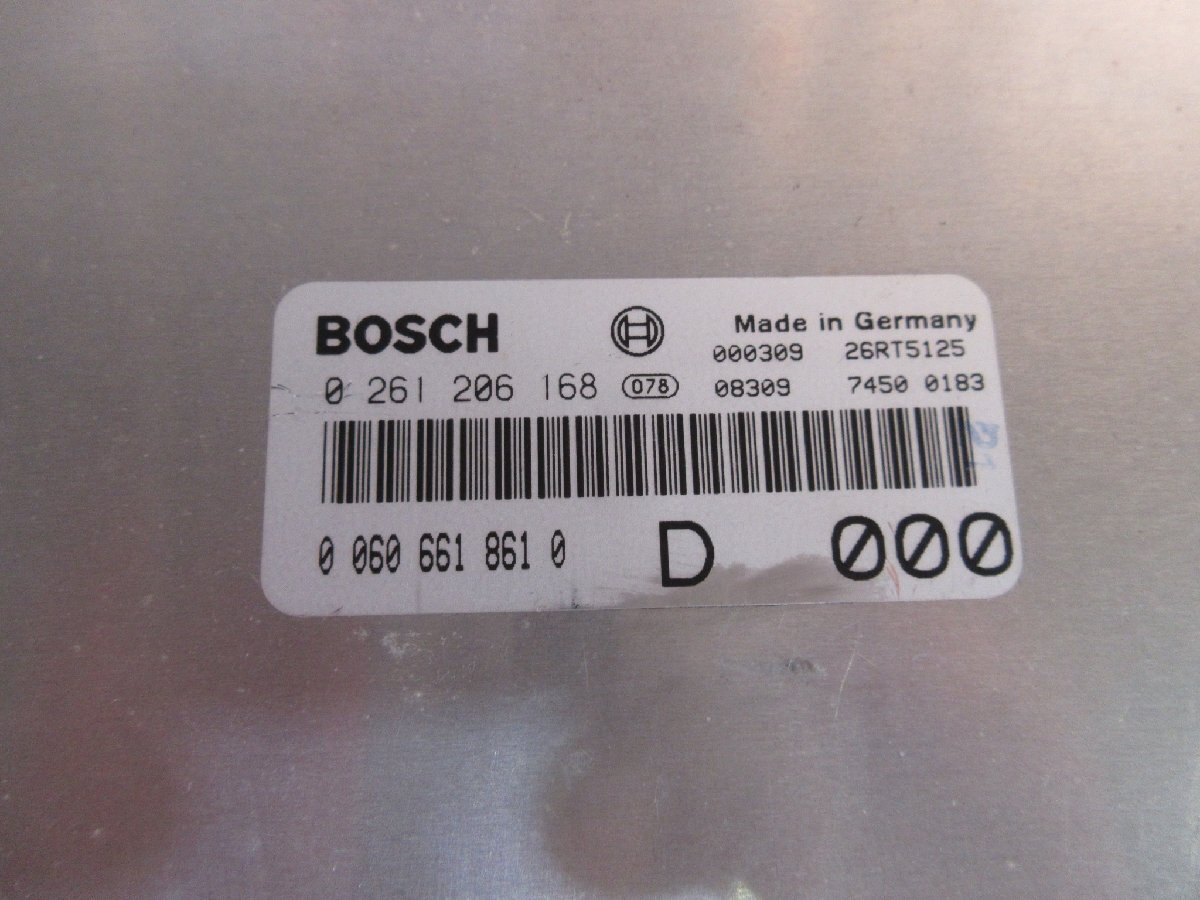 BOSCH Made in Germany
000309 26RT5125
0 261 206 168 078 08309 7450 0183
0 060 661 861 0 D 000